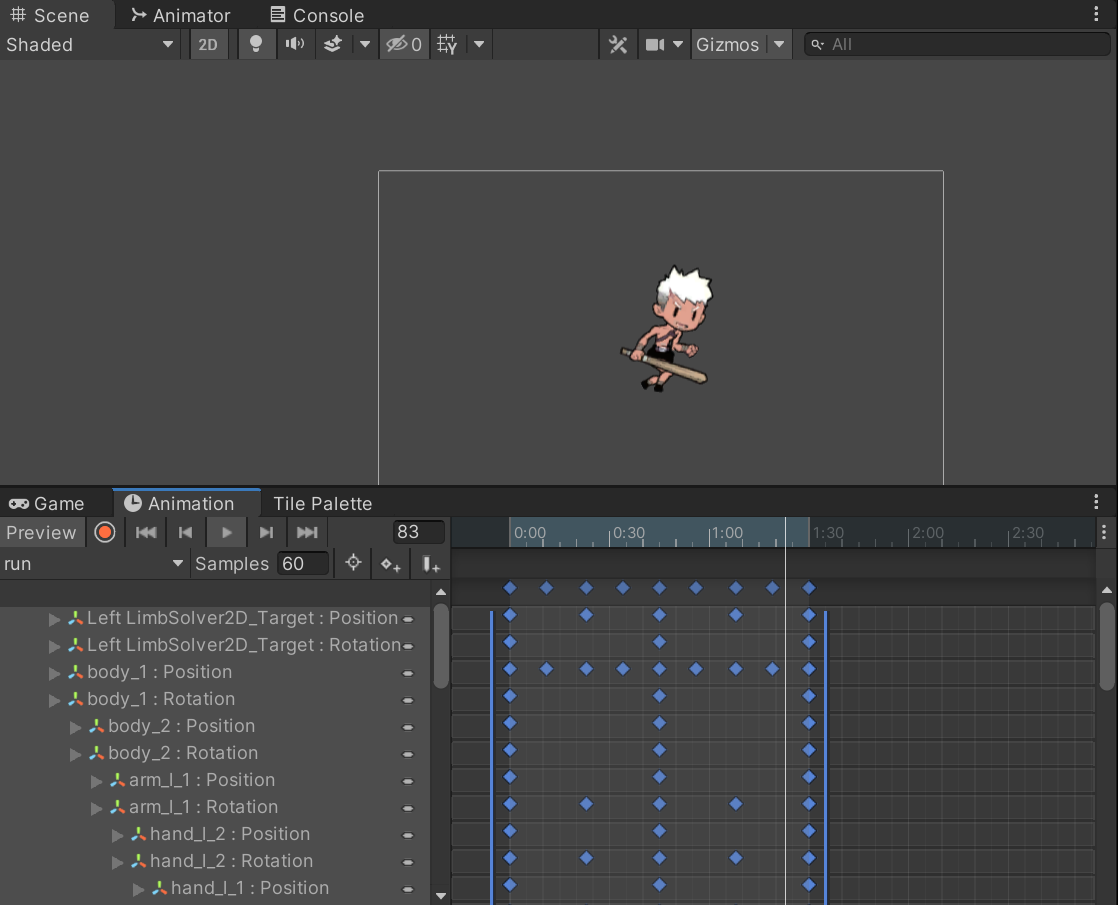 Scene Animator Console
Shaded 2D 0 Gizmos All
Game Animation Tile Palette
Preview 83 0:00 0:30 1:00 1:30 2:00 2:30
run Samples 60
Left LimbSolver2D_Target : Position
Left LimbSolver2D_Target : Rotation
body_1 : Position
body_1 : Rotation
body_2 : Position
body_2 : Rotation
arm_l_1 : Position
arm_l_1 : Rotation
hand_l_2 : Position
hand_l_2 : Rotation
hand_l_1 : Position